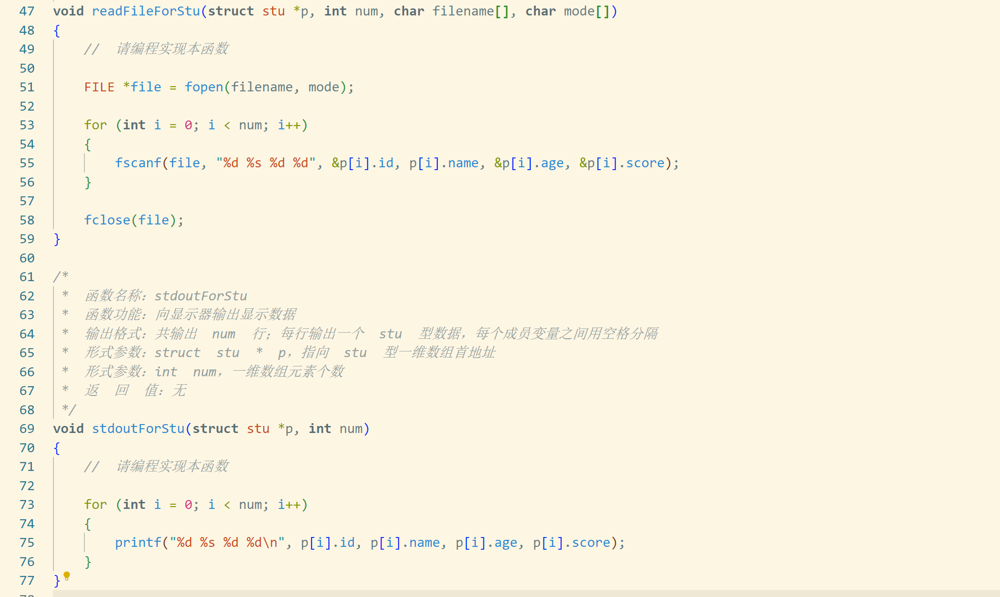 47 void readFileForStu(struct stu *p, int num, char filename[], char mode[])
48 {
49 // 请编程实现本函数
50
51 FILE *file = fopen(filename, mode);
52
53 for (int i = 0; i < num; i++)
54 {
55 fscanf(file, "%d %s %d %d", &p[i].id, p[i].name, &p[i].age, &p[i].score);
56 }
57
58 fclose(file);
59 }
60
61 /*
62 * 函数名称：stdoutForStu
63 * 函数功能：向显示器输出显示数据
64 * 输出格式：共输出 num 行；每行输出一个 stu 型数据，每个成员变量之间用空格分隔
65 * 形式参数：struct stu * p，指向 stu 型一维数组首地址
66 * 形式参数：int num，一维数组元素个数
67 * 返 回 值：无
68 */
69 void stdoutForStu(struct stu *p, int num)
70 {
71 // 请编程实现本函数
72
73 for (int i = 0; i < num; i++)
74 {
75 printf("%d %s %d %d\n", p[i].id, p[i].name, p[i].age, p[i].score);
76 }
77 }